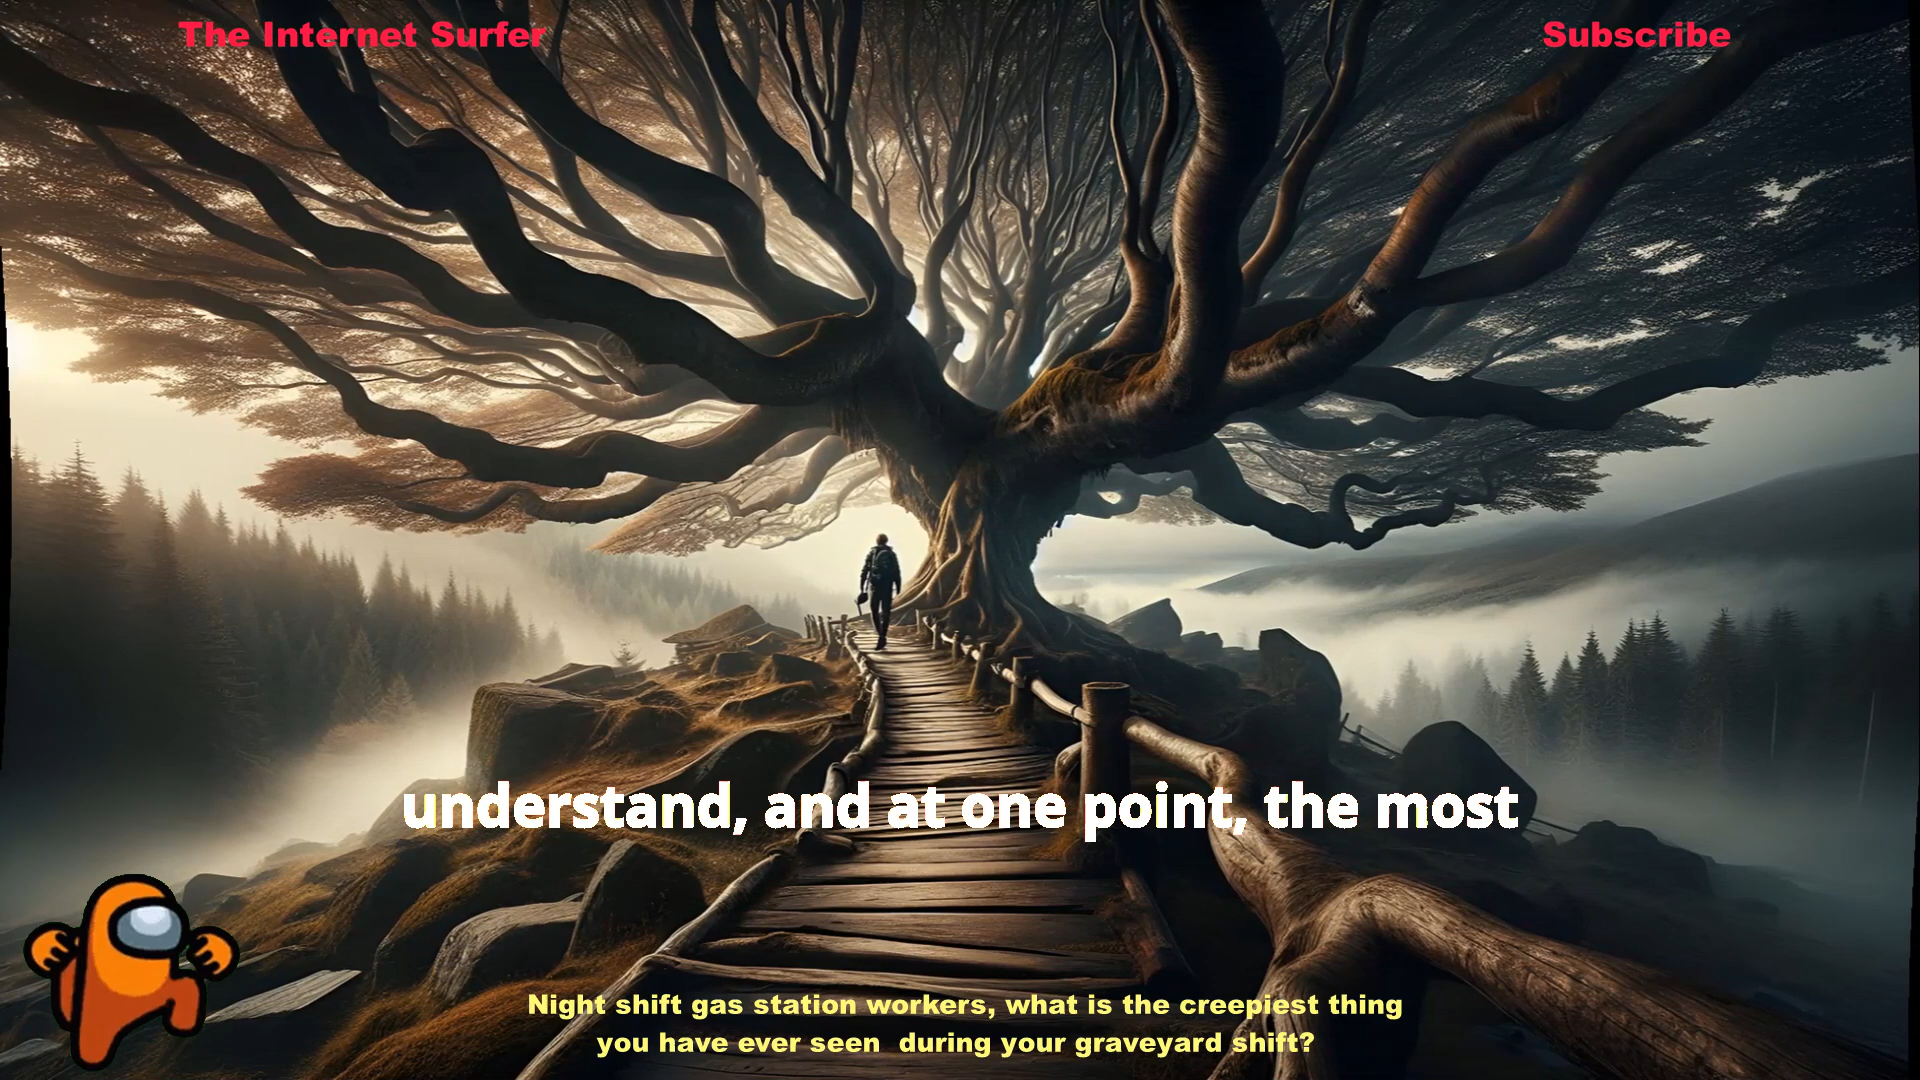 The Internet Surfer
Subscribe
understand, and at one point, the most
Night shift gas station workers, what is the creepiest thing
you have ever seen during your graveyard shift?